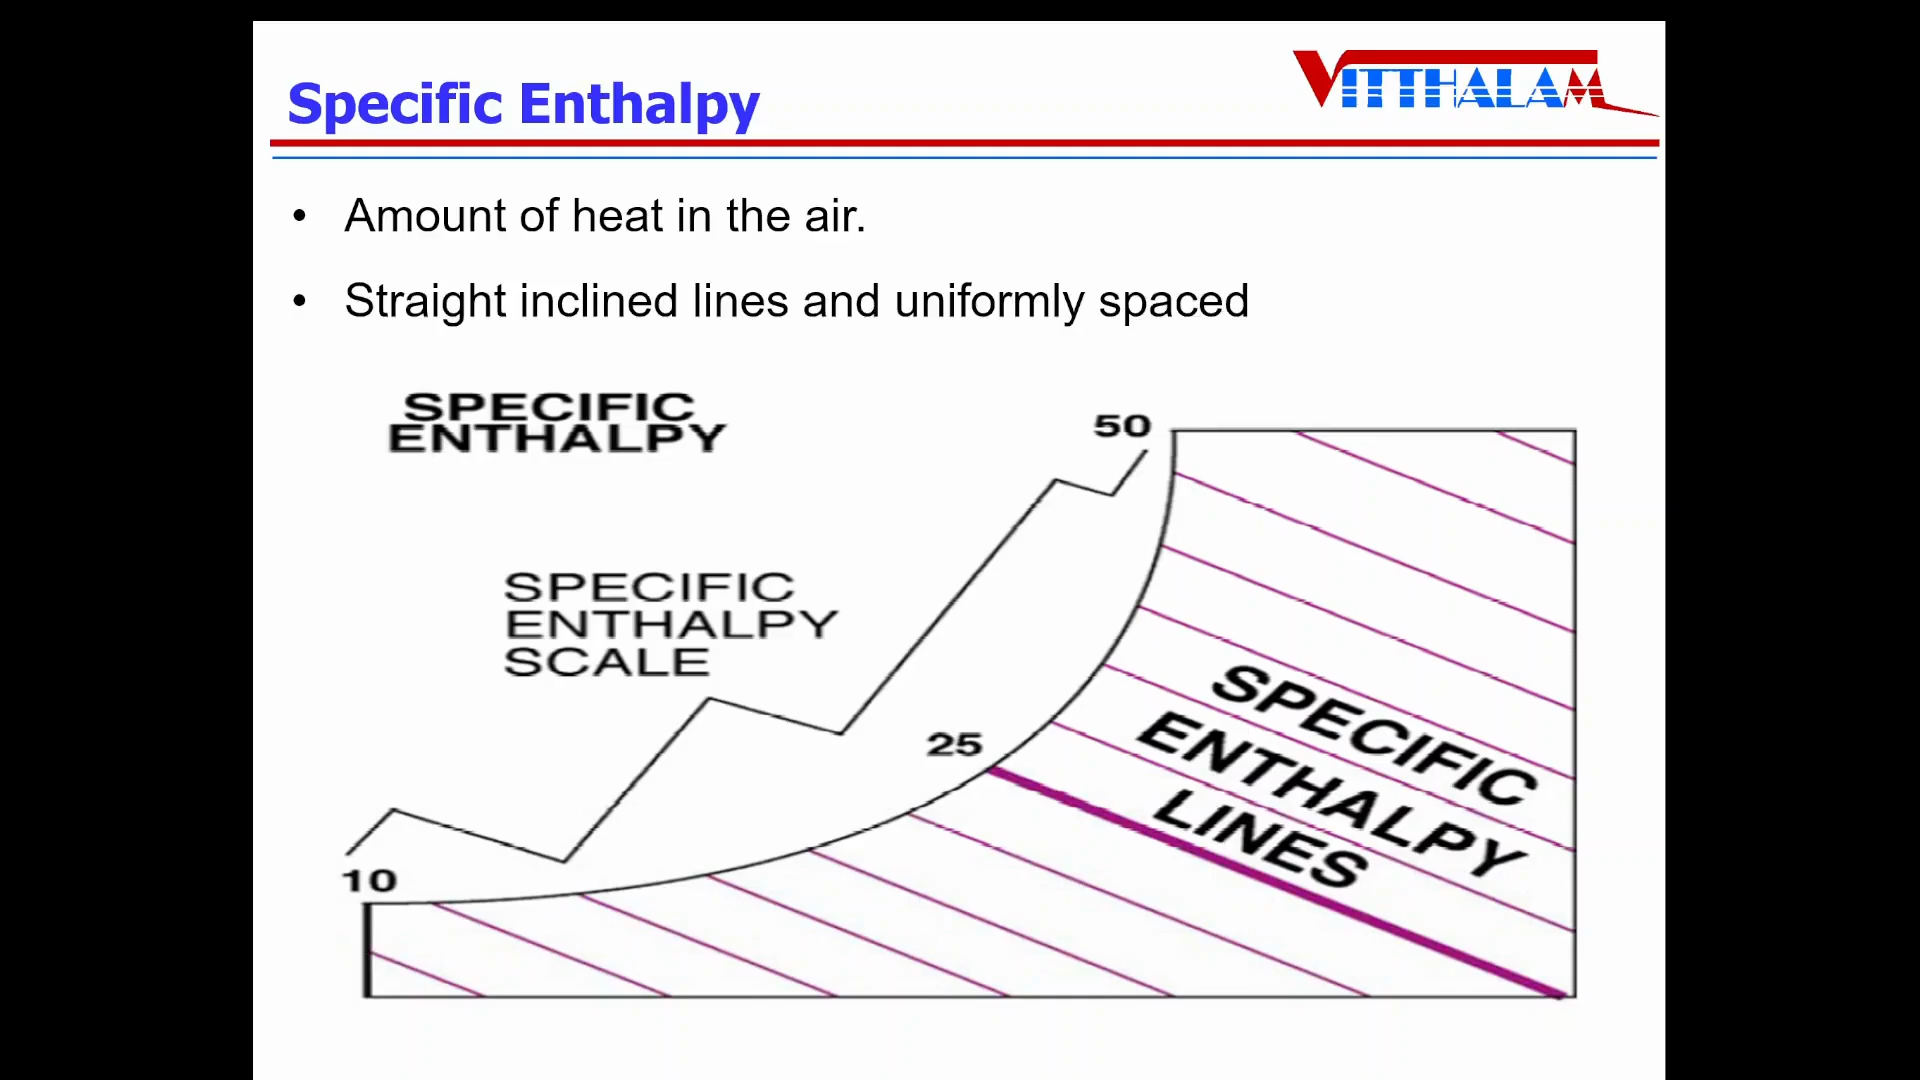 Specific Enthalpy
VITTHALAM
• Amount of heat in the air.
• Straight inclined lines and uniformly spaced
SPECIFIC
ENTHALPY
50
SPECIFIC
ENTHALPY
SCALE
25
10
SPECIFIC
ENTHALPY
LINES